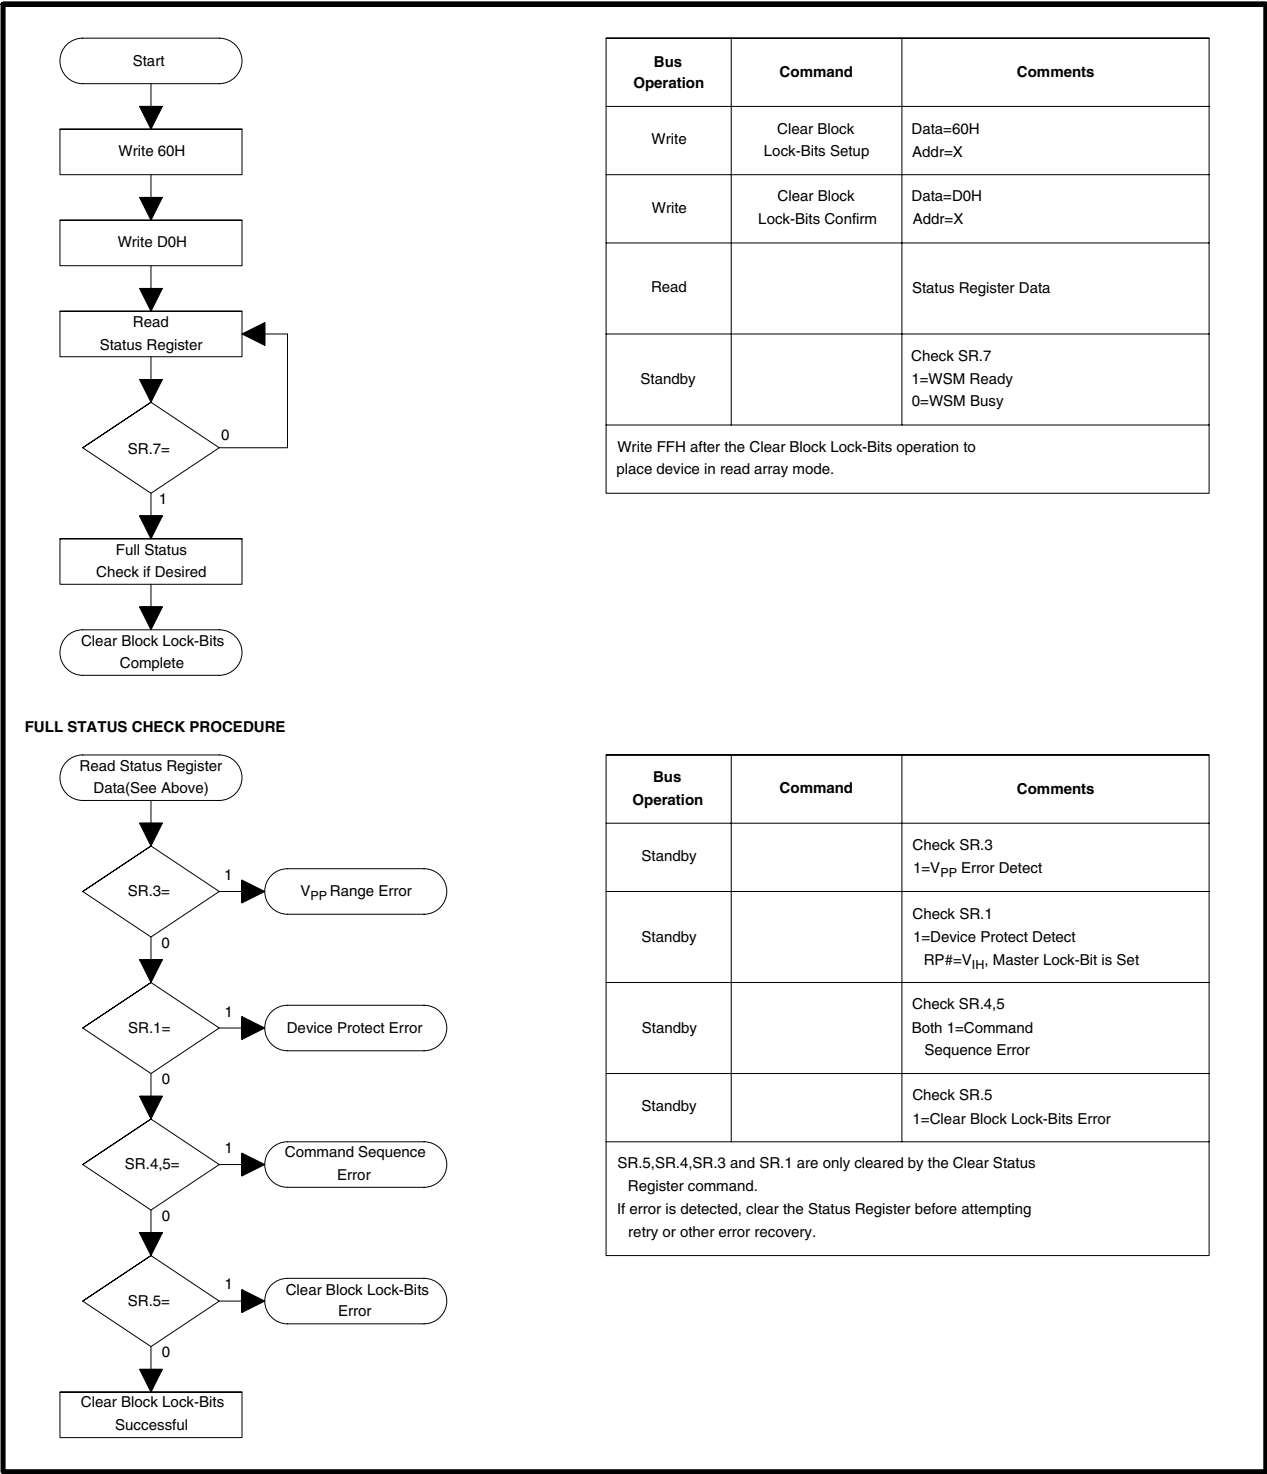 Start
Write 60H
Write D0H
Read
Status Register
SR.7=
0
1
Full Status
Check if Desired
Clear Block Lock-Bits
Complete
Bus
Operation
Command
Comments
Write
Clear Block
Lock-Bits Setup
Data=60H
Addr=X
Write
Clear Block
Lock-Bits Confirm
Data=D0H
Addr=X
Read
Status Register Data
Standby
Check SR.7
1=WSM Ready
0=WSM Busy
Write FFH after the Clear Block Lock-Bits operation to
place device in read array mode.
FULL STATUS CHECK PROCEDURE
Read Status Register
Data(See Above)
SR.3=
1
VPP Range Error
0
SR.1=
1
Device Protect Error
0
SR.4,5=
1
Command Sequence
Error
0
SR.5=
1
Clear Block Lock-Bits
Error
0
Clear Block Lock-Bits
Successful
Bus
Operation
Command
Comments
Standby
Check SR.3
1=VPP Error Detect
Standby
Check SR.1
1=Device Protect Detect
RP#=VIH, Master Lock-Bit is Set
Standby
Check SR.4,5
Both 1=Command
Sequence Error
Standby
Check SR.5
1=Clear Block Lock-Bits Error
SR.5,SR.4,SR.3 and SR.1 are only cleared by the Clear Status
Register command.
If error is detected, clear the Status Register before attempting
retry or other error recovery.